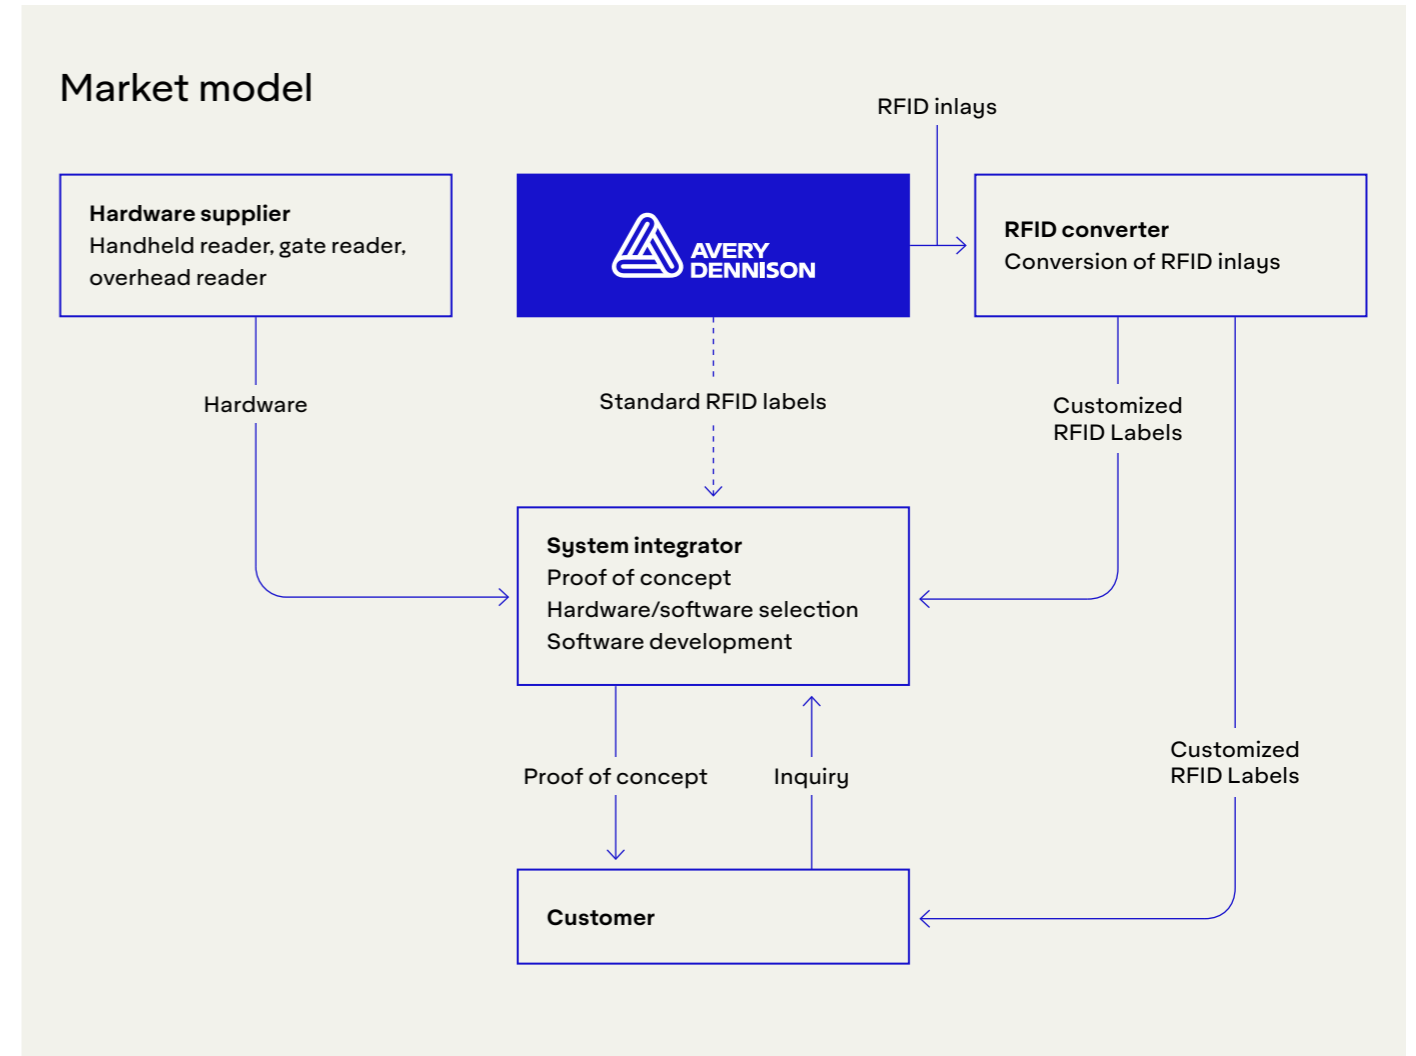 Market model
RFID inlays
Hardware supplier
Handheld reader, gate reader,
overhead reader
AVERY
DENNISON
RFID converter
Conversion of RFID inlays
Hardware
Standard RFID labels
Customized
RFID Labels
System integrator
Proof of concept
Hardware/software selection
Software development
Proof of concept
Inquiry
Customized
RFID Labels
Customer